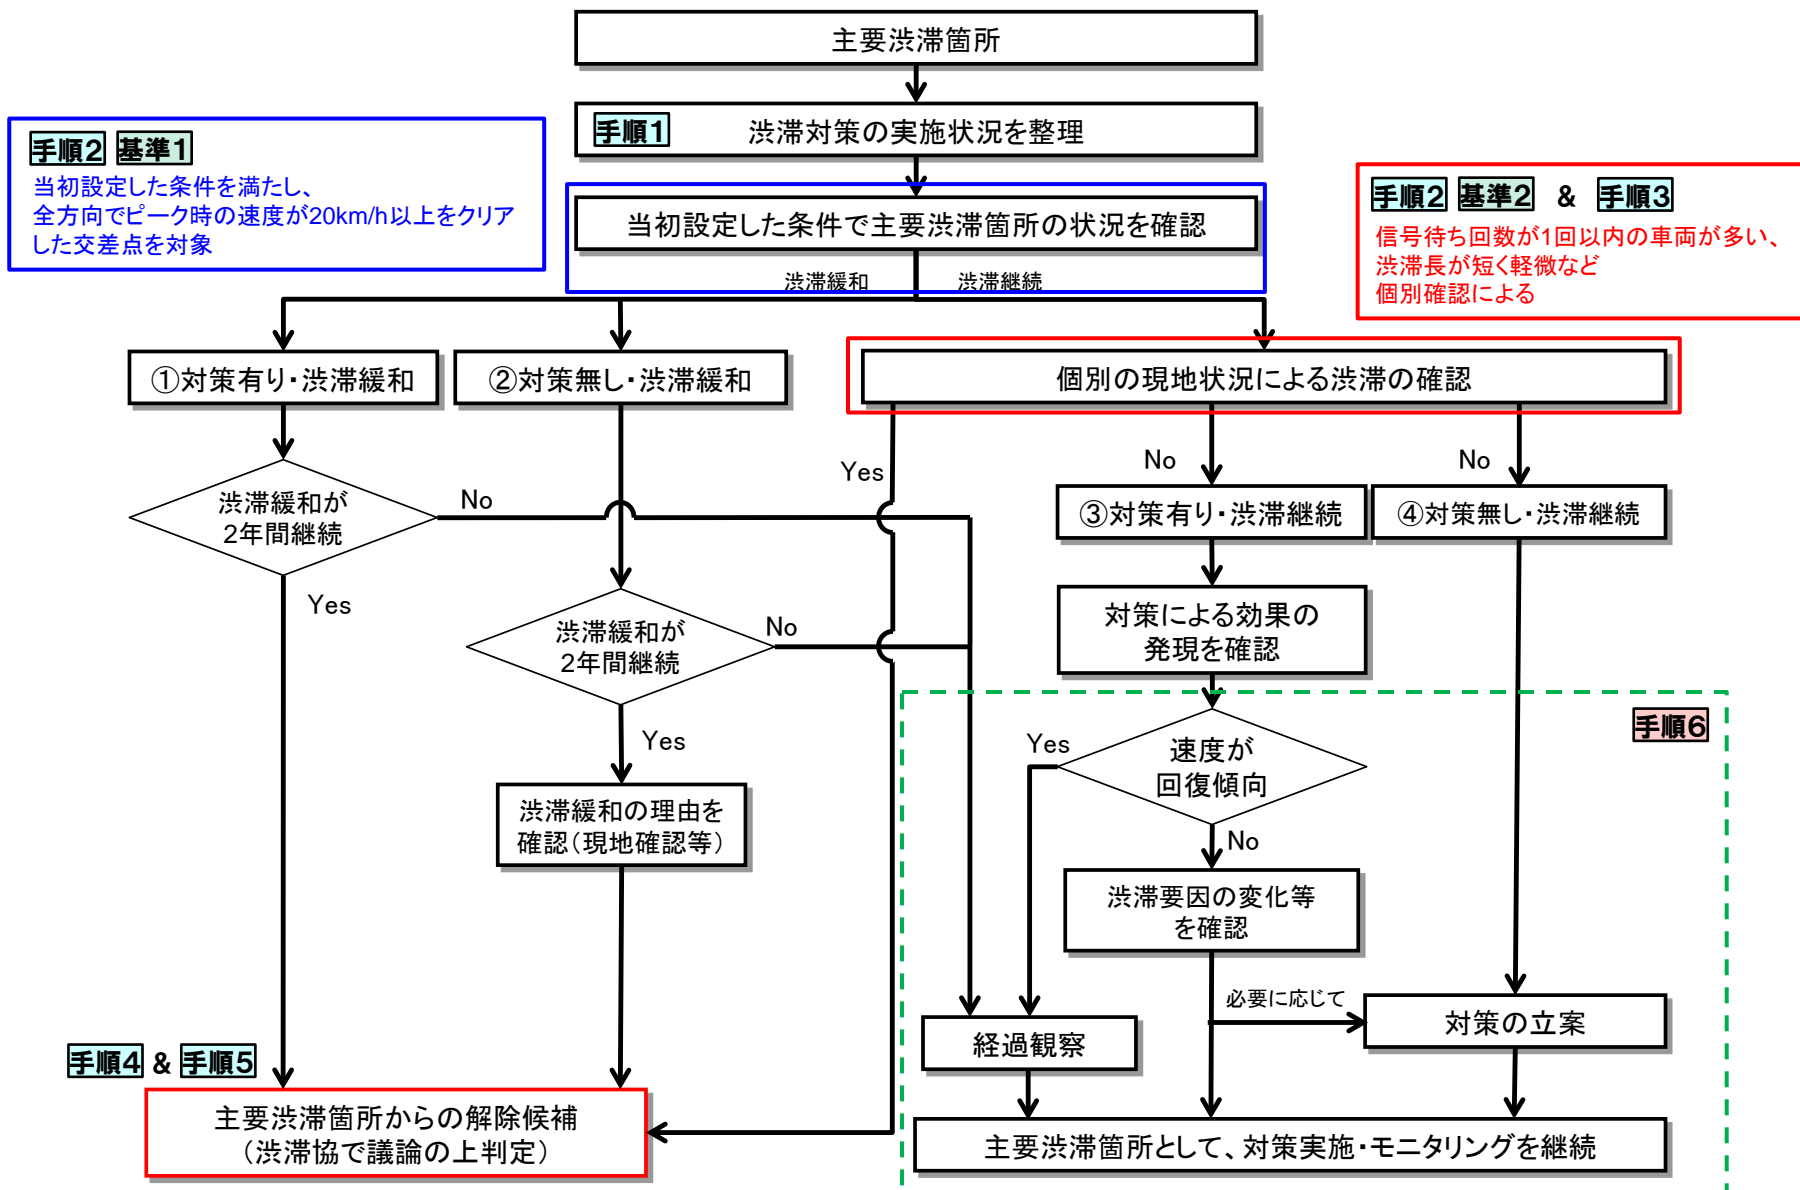 主要渋滞箇所
手順1 渋滞対策の実施状況を整理
手順2 基準1
当初設定した条件を満たし、
全方向でピーク時の速度が20km/h以上をクリア
した交差点を対象
手順2 基準2 & 手順3
信号待ち回数が1回以内の車両が多い、
渋滞長が短く軽微など
個別確認による
当初設定した条件で主要渋滞箇所の状況を確認
渋滞緩和 渋滞継続
①対策有り・渋滞緩和
②対策無し・渋滞緩和
個別の現地状況による渋滞の確認
Yes
No
No
渋滞緩和が
2年間継続
No
Yes
③対策有り・渋滞継続
④対策無し・渋滞継続
渋滞緩和が
2年間継続
No
Yes
対策による効果の
発現を確認
手順6
速度が
回復傾向
Yes
No
渋滞緩和の理由を
確認(現地確認等)
渋滞要因の変化等
を確認
必要に応じて
対策の立案
経過観察
手順4 & 手順5
主要渋滞箇所からの解除候補
(渋滞協で議論の上判定)
主要渋滞箇所として、対策実施・モニタリングを継続